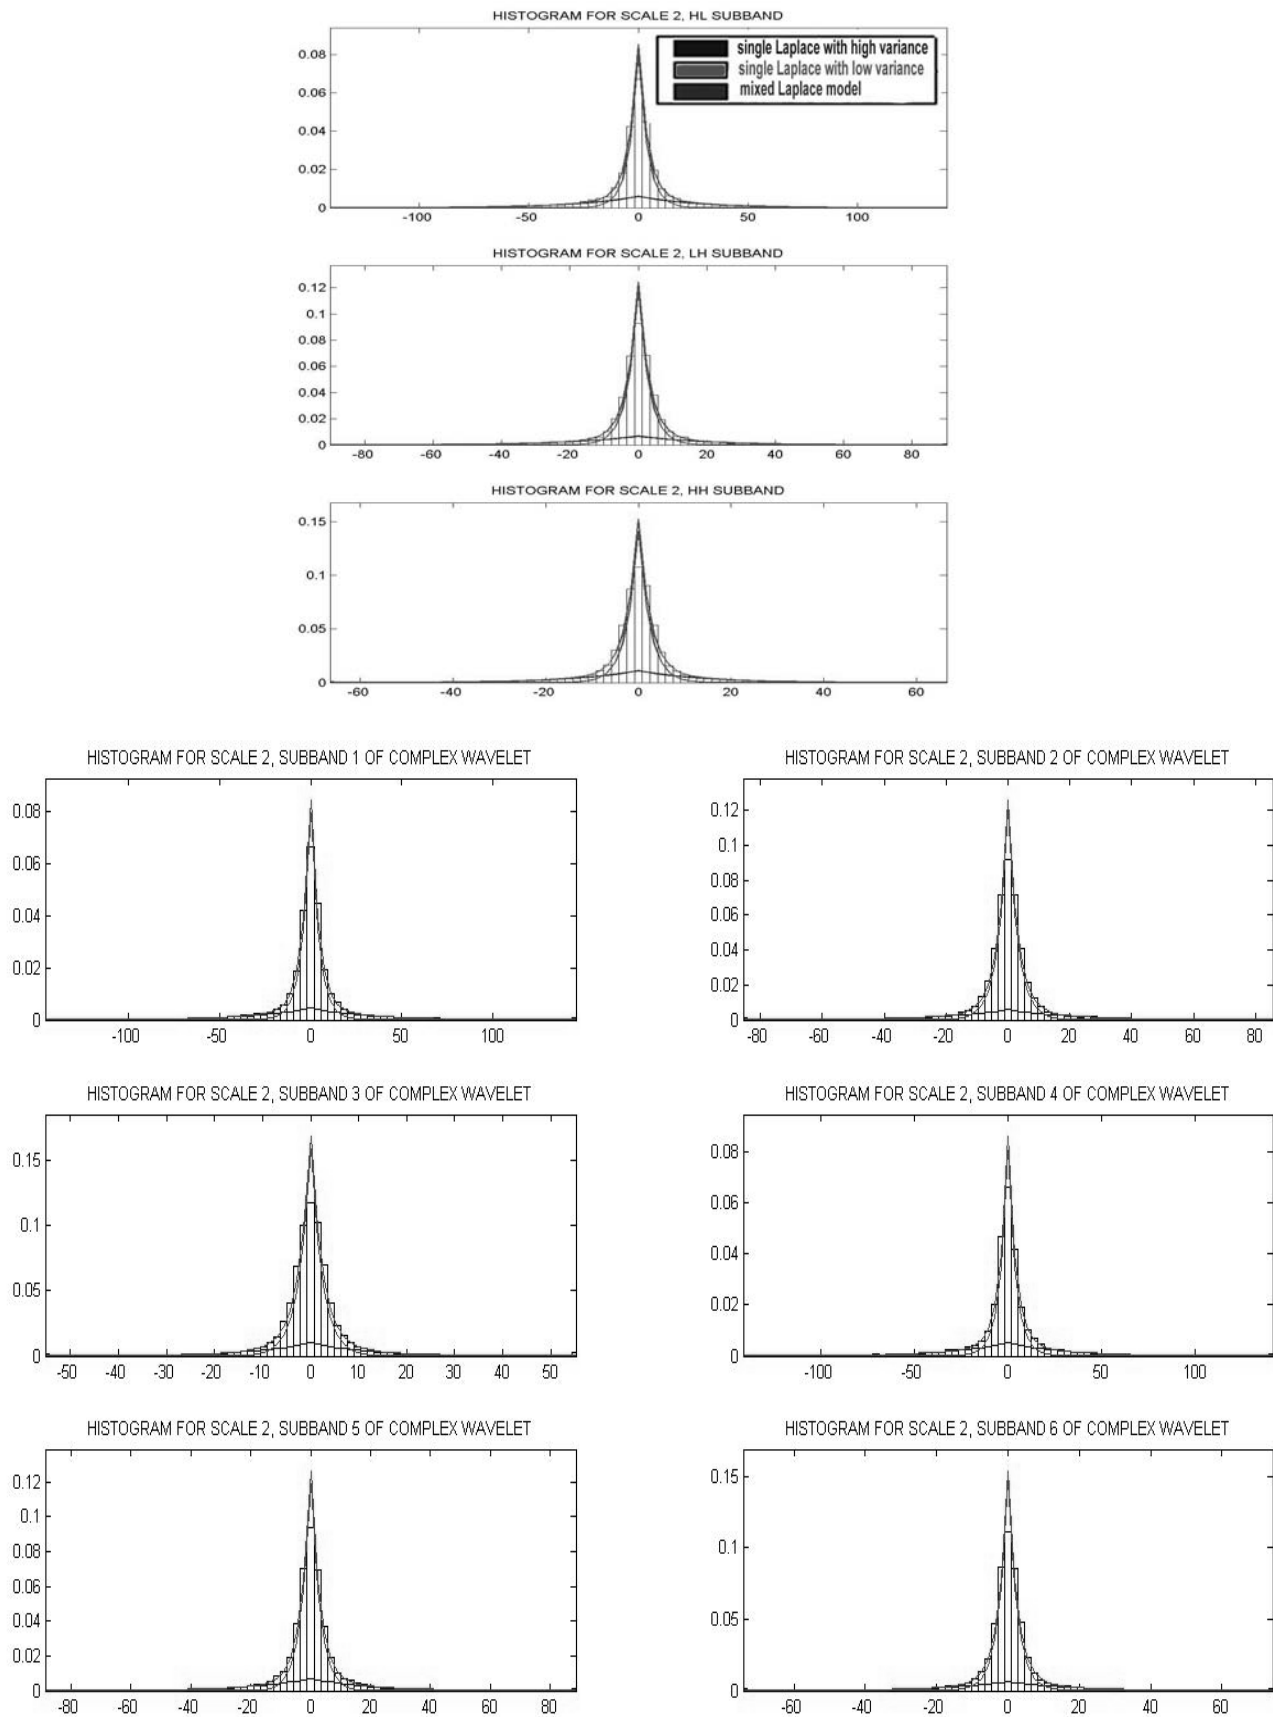 HISTOGRAM FOR SCALE 2, HL SUBBAND
single Laplace with high variance
single Laplace with low variance
mixed Laplace model
0.08
0.06
0.04
0.02
0
-100 -50 0 50 100
HISTOGRAM FOR SCALE 2, LH SUBBAND
0.12
0.1
0.08
0.06
0.04
0.02
0
-80 -60 -40 -20 0 20 40 60 80
HISTOGRAM FOR SCALE 2, HH SUBBAND
0.15
0.1
0.05
0
-60 -40 -20 0 20 40 60
HISTOGRAM FOR SCALE 2, SUBBAND 1 OF COMPLEX WAVELET
0.08
0.06
0.04
0.02
0
-100 -50 0 50 100
HISTOGRAM FOR SCALE 2, SUBBAND 2 OF COMPLEX WAVELET
0.12
0.1
0.08
0.06
0.04
0.02
0
-80 -60 -40 -20 0 20 40 60 80
HISTOGRAM FOR SCALE 2, SUBBAND 3 OF COMPLEX WAVELET
0.15
0.1
0.05
0
-50 -40 -30 -20 -10 0 10 20 30 40 50
HISTOGRAM FOR SCALE 2, SUBBAND 4 OF COMPLEX WAVELET
0.08
0.06
0.04
0.02
0
-100 -50 0 50 100
HISTOGRAM FOR SCALE 2, SUBBAND 5 OF COMPLEX WAVELET
0.12
0.1
0.08
0.06
0.04
0.02
0
-80 -60 -40 -20 0 20 40 60 80
HISTOGRAM FOR SCALE 2, SUBBAND 6 OF COMPLEX WAVELET
0.15
0.1
0.05
0
-60 -40 -20 0 20 40 60